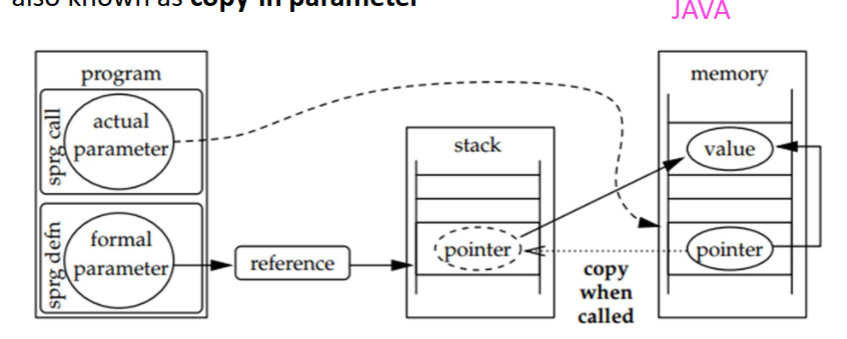 also known as copy-in parameter
JAVA
program
sprg call
actual
parameter
sprg defn
formal
parameter
reference
stack
pointer
copy
when
called
memory
value
pointer